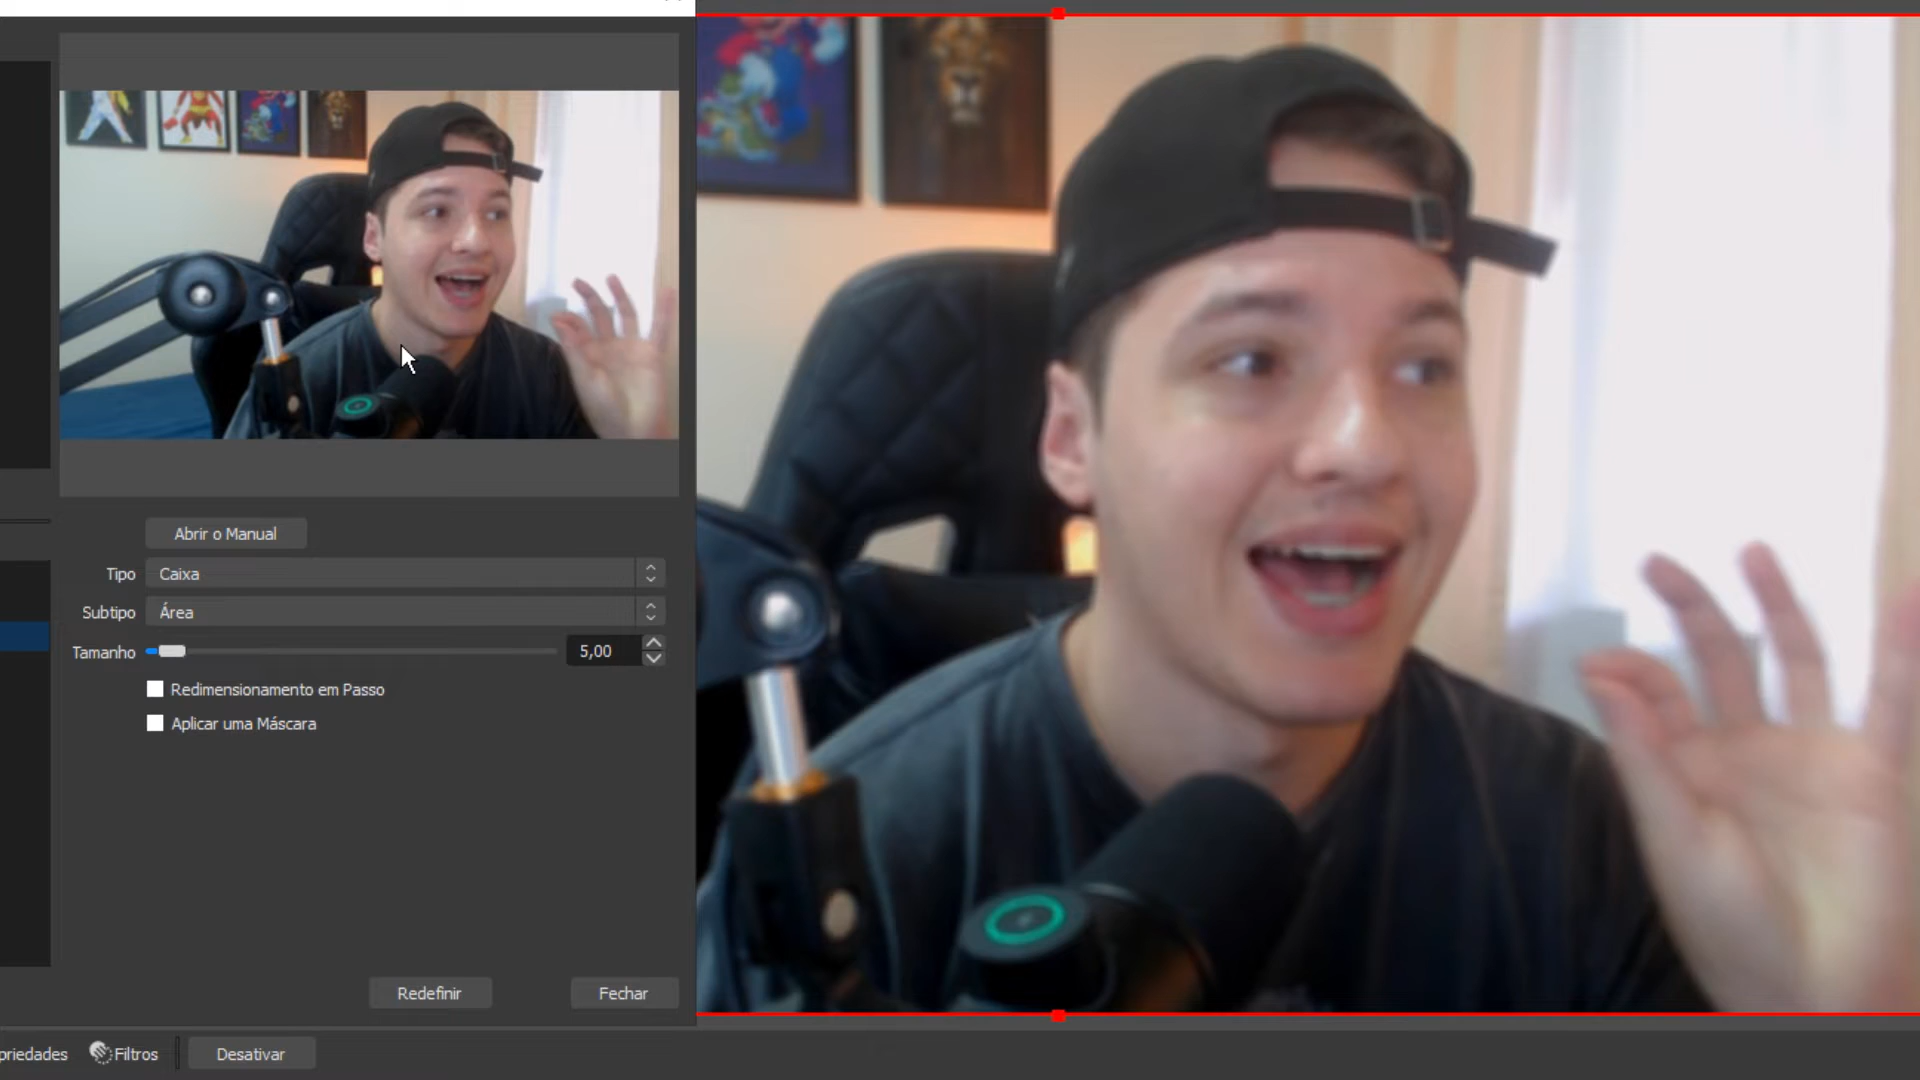 Abrir o Manual
Tipo Caixa
Subtipo Área
Tamanho 5,00
Redimensionamento em Passo
Aplicar uma Máscara
Redefinir Fechar
priedades Filtros Desativar